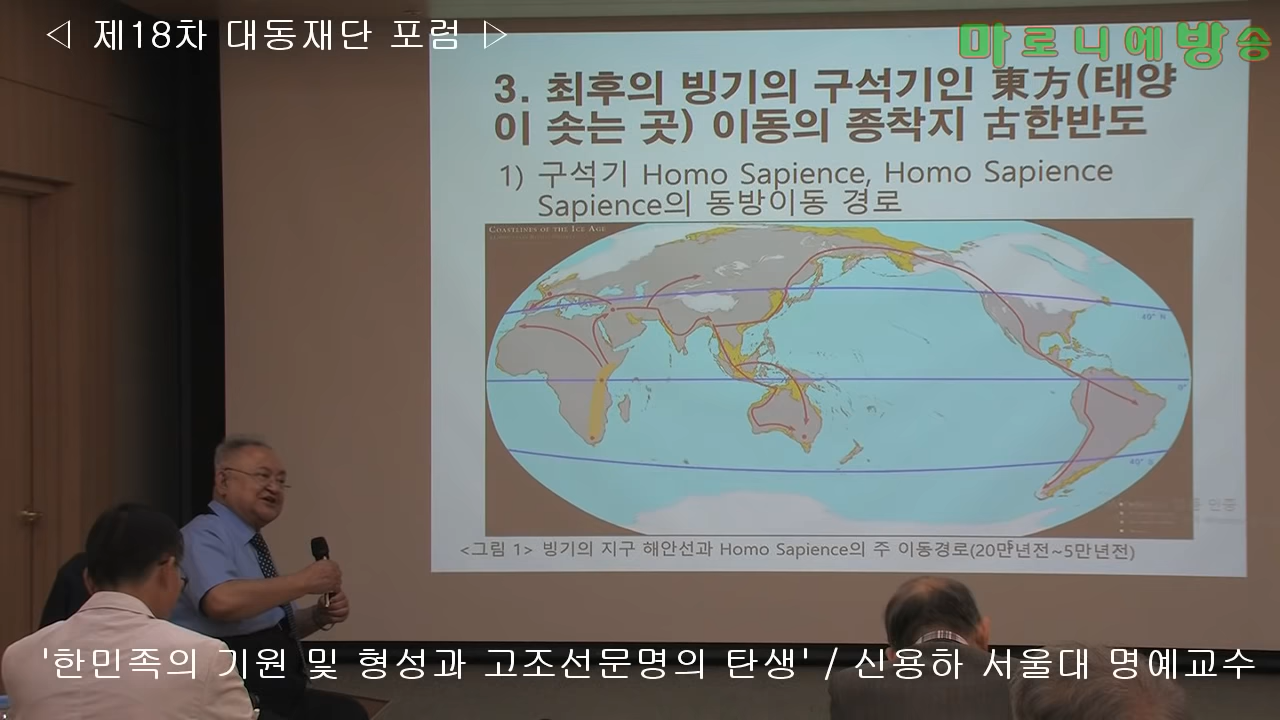 ◁ 제18차 대동재단 포럼 ▷
마로니에방송
3. 최후의 빙기의 구석기인 東方(태양
이 솟는 곳) 이동의 종착지 古한반도
1) 구석기 Homo Sapience, Homo Sapience
Sapience의 동방이동 경로
COASTLINES OF THE ICE AGE
40° N
0°
40° S
<그림 1> 빙기의 지구 해안선과 Homo Sapience의 주 이동경로(20만년전~5만년전)
'한민족의 기원 및 형성과 고조선문명의 탄생' / 신용하 서울대 명예교수